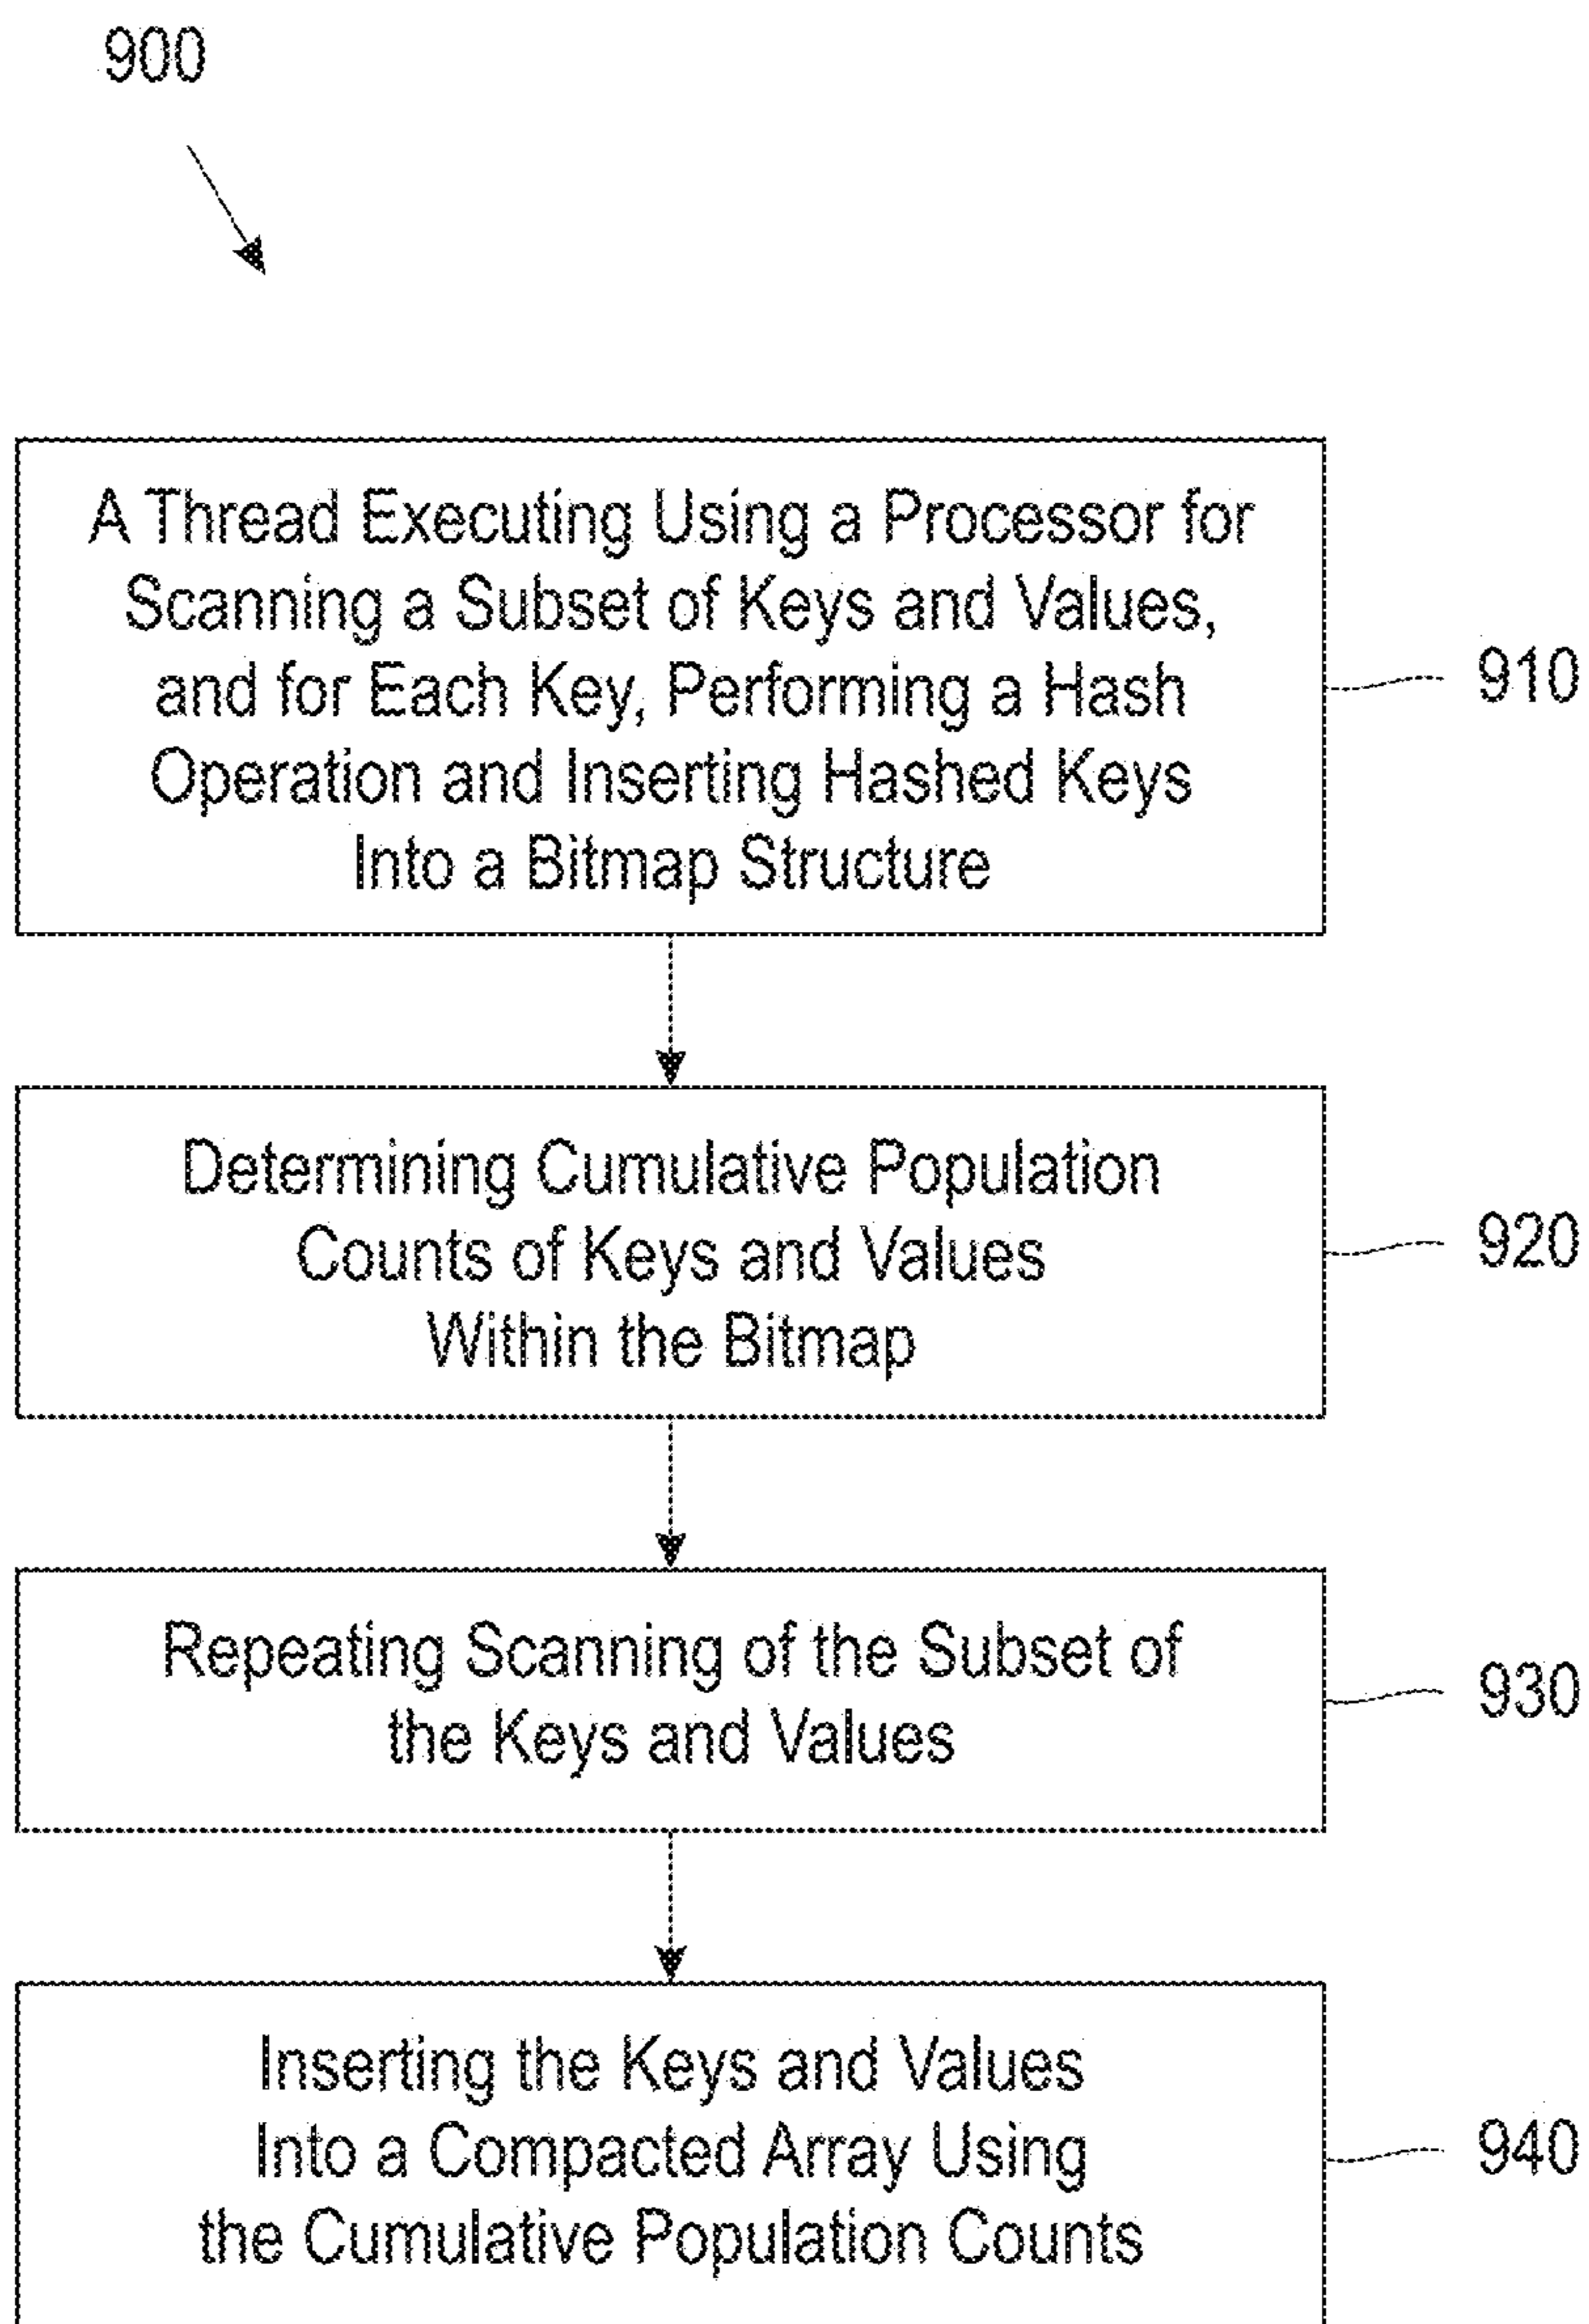 900
A Thread Executing Using a Processor for
Scanning a Subset of Keys and Values,
and for Each Key, Performing a Hash
Operation and Inserting Hashed Keys
Into a Bitmap Structure
910
Determining Cumulative Population
Counts of Keys and Values
Within the Bitmap
920
Repeating Scanning of the Subset of
the Keys and Values
930
Inserting the Keys and Values
Into a Compacted Array Using
the Cumulative Population Counts
940